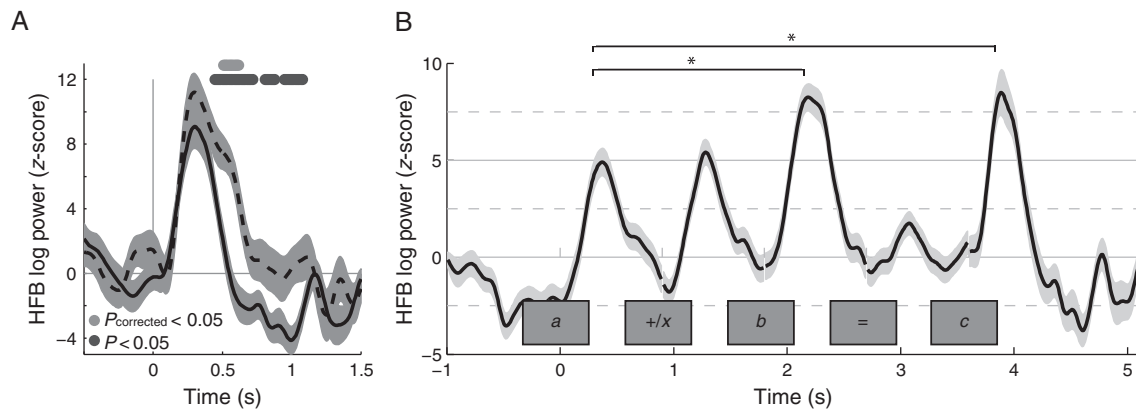 A
HFB log power (z-score)
12
8
4
0
−4
Pcorrected < 0.05
P < 0.05
0
0.5
1
1.5
Time (s)
B
*
*
HFB log power (z-score)
10
5
0
−5
a
+/x
b
=
c
−1
0
1
2
3
4
5
Time (s)